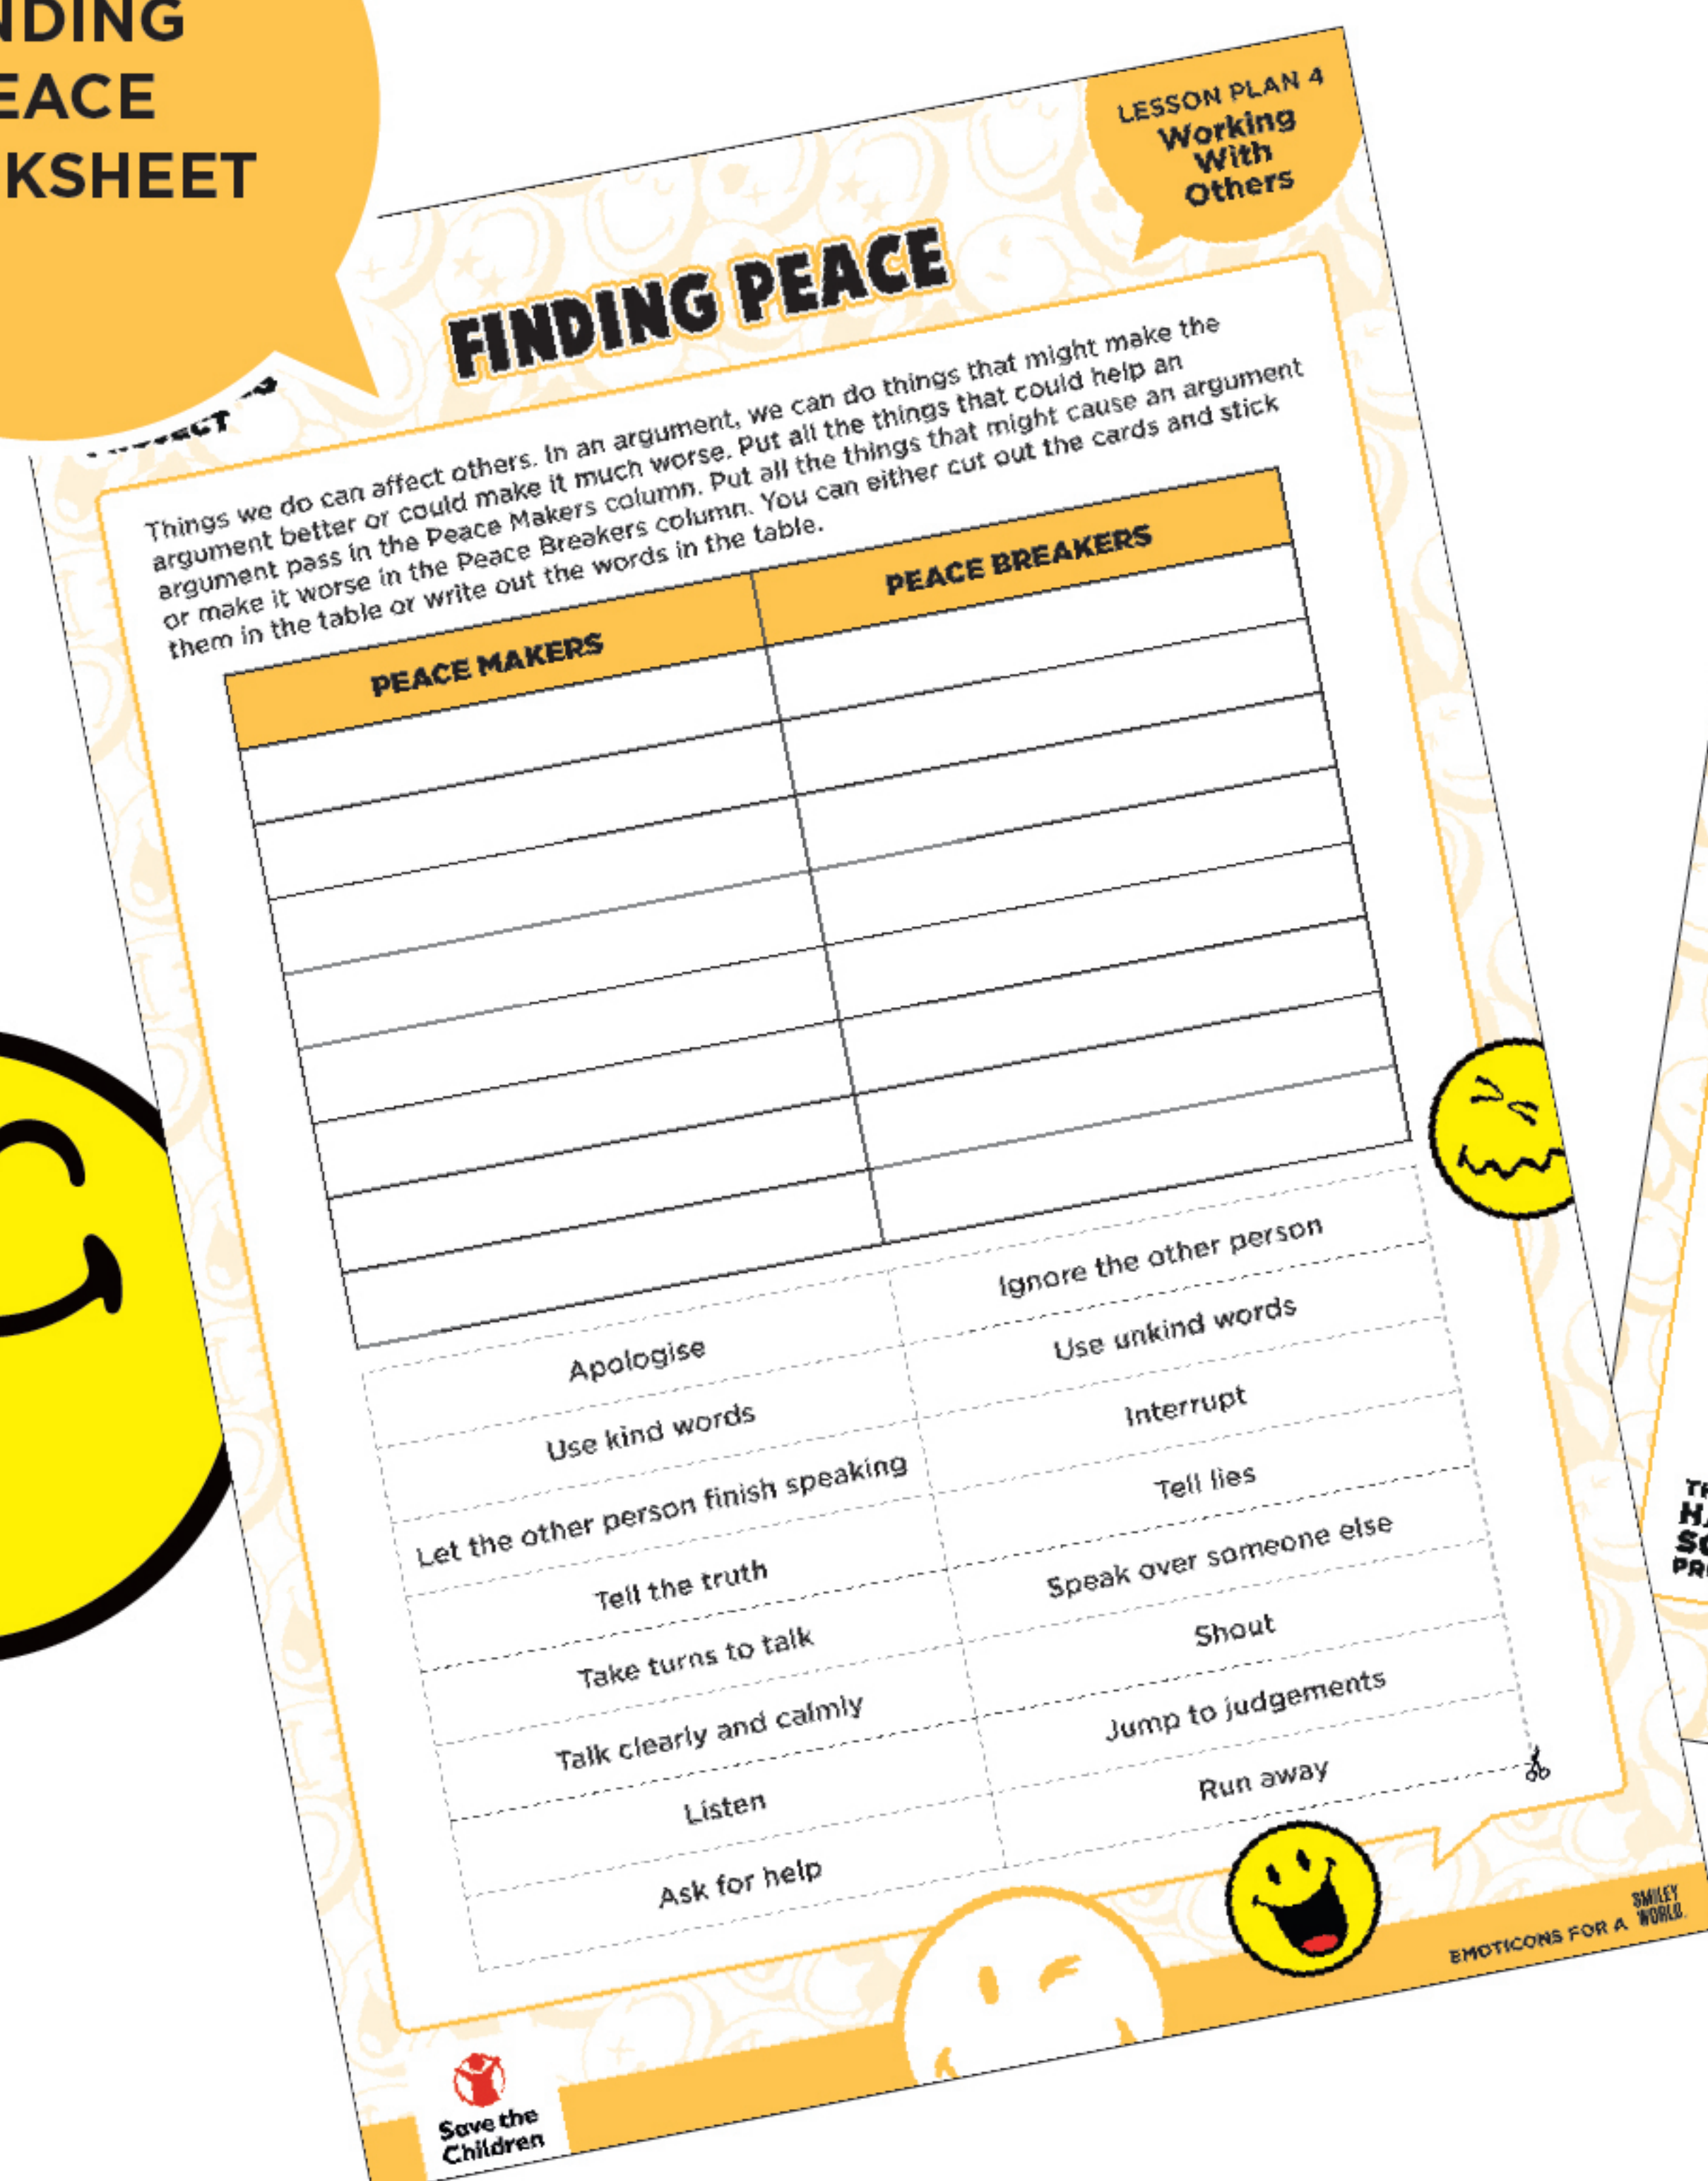 NDING
EACE
KSHEET
LESSON PLAN 4
Working
With
Others
FINDING PEACE
Things we do can affect others. In an argument, we can do things that might make the
argument better or could make it much worse. Put all the things that could help an
argument pass in the Peace Makers column. Put all the things that might cause an argument
or make it worse in the Peace Breakers column. You can either cut out the cards and stick
them in the table or write out the words in the table.
PEACE MAKERS
PEACE BREAKERS
Apologise
Ignore the other person
Use kind words
Use unkind words
Let the other person finish speaking
Interrupt
Tell the truth
Tell lies
Take turns to talk
Speak over someone else
Talk clearly and calmly
Shout
Listen
Jump to judgements
Ask for help
Run away
EMOTICONS FOR A SMILEY
WORLD.
Save the
Children